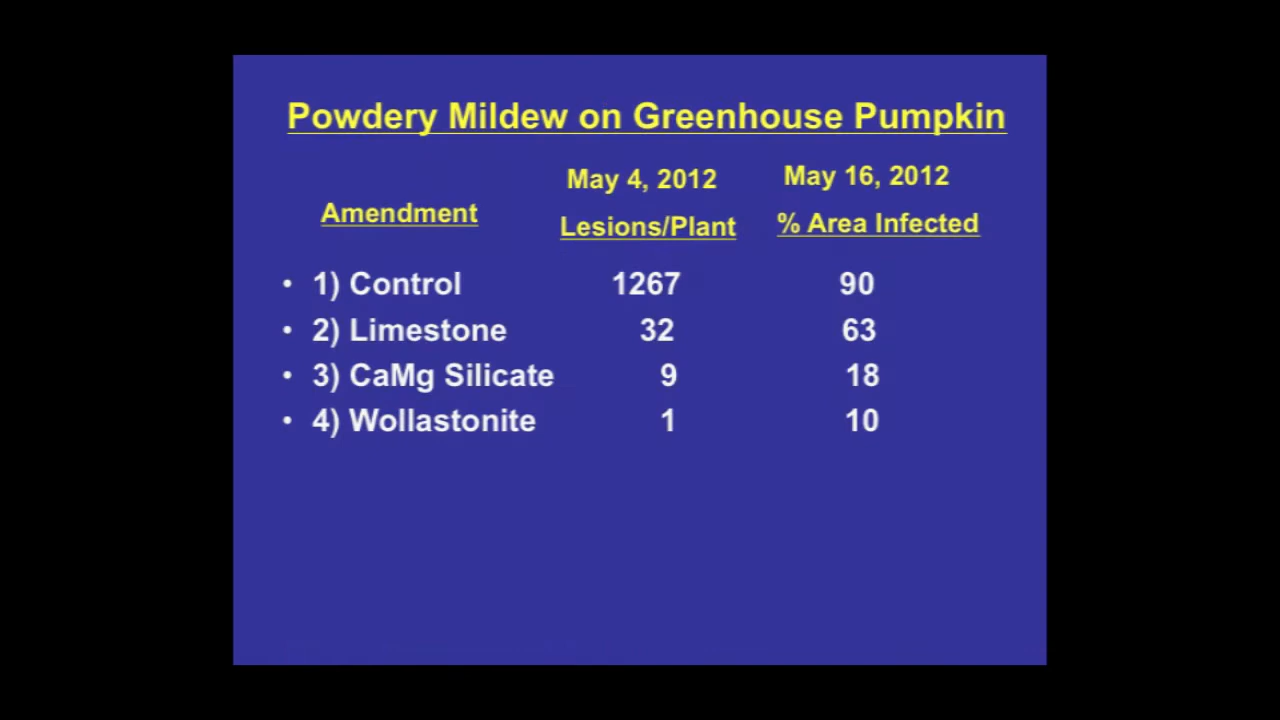 Powdery Mildew on Greenhouse Pumpkin
May 4, 2012 May 16, 2012
Amendment Lesions/Plant % Area Infected
• 1) Control 1267 90
• 2) Limestone 32 63
• 3) CaMg Silicate 9 18
• 4) Wollastonite 1 10